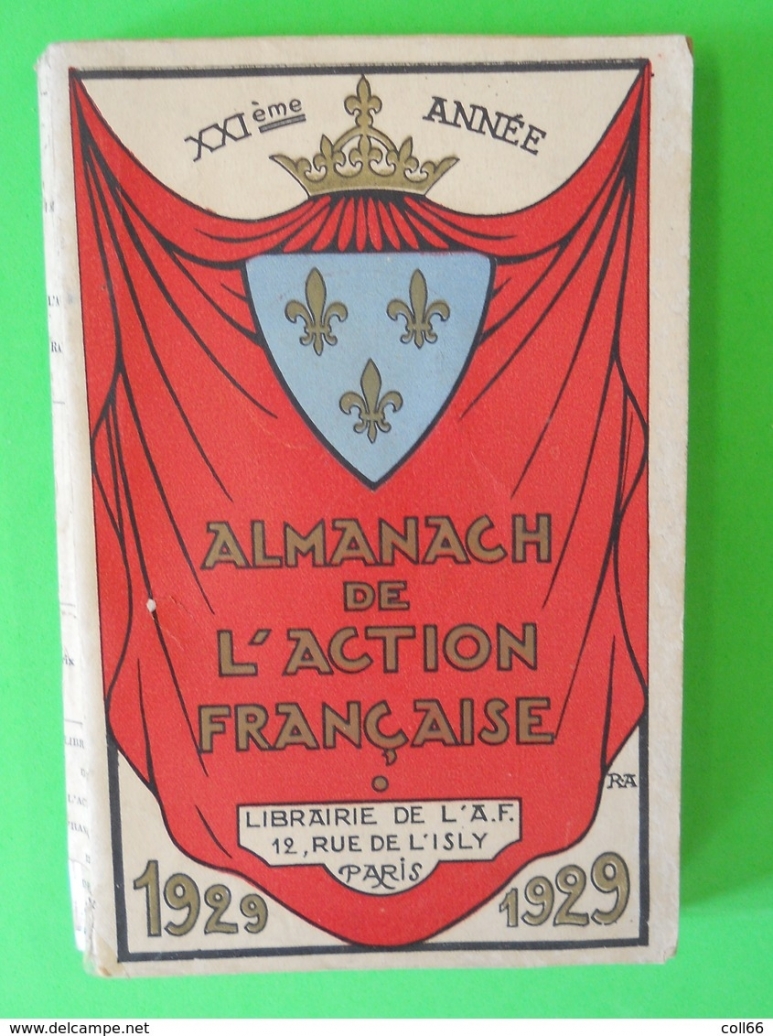 XXIème ANNÉE
ALMANACH
DE
L'ACTION
FRANÇAISE
RA
LIBRAIRIE DE L'A.F.
12, RUE DE L'ISLY
PARIS
1929 1929
www.delcampe.net
coll66